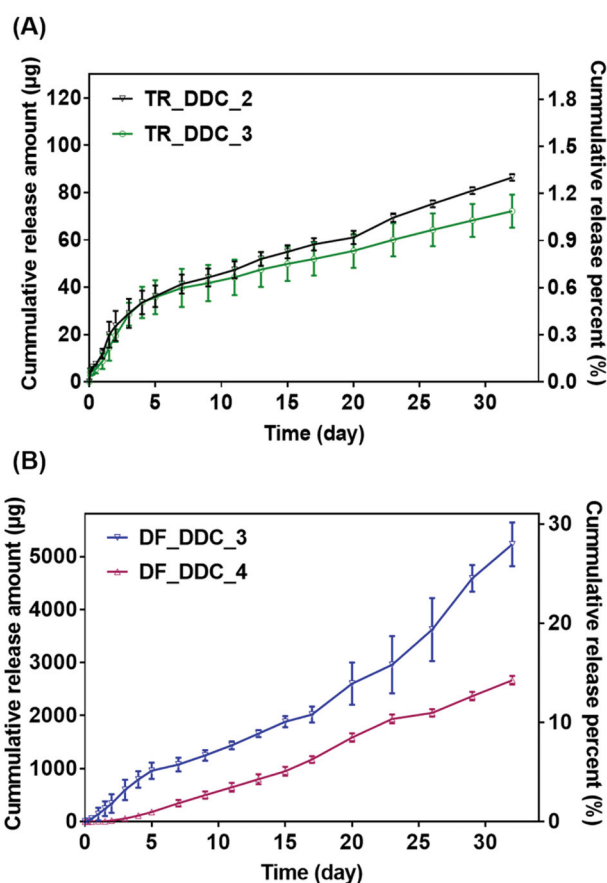 (A)
Cummulative release amount (µg)
120
100
80
60
40
20
0
TR_DDC_2
TR_DDC_3
1.8
1.5
1.2
0.9
0.6
0.3
0.0
Cummulative release percent (%)
0 5 10 15 20 25 30
Time (day)
(B)
Cummulative release amount (µg)
5000
4000
3000
2000
1000
0
DF_DDC_3
DF_DDC_4
30
20
10
0
Cummulative release percent (%)
0 5 10 15 20 25 30
Time (day)